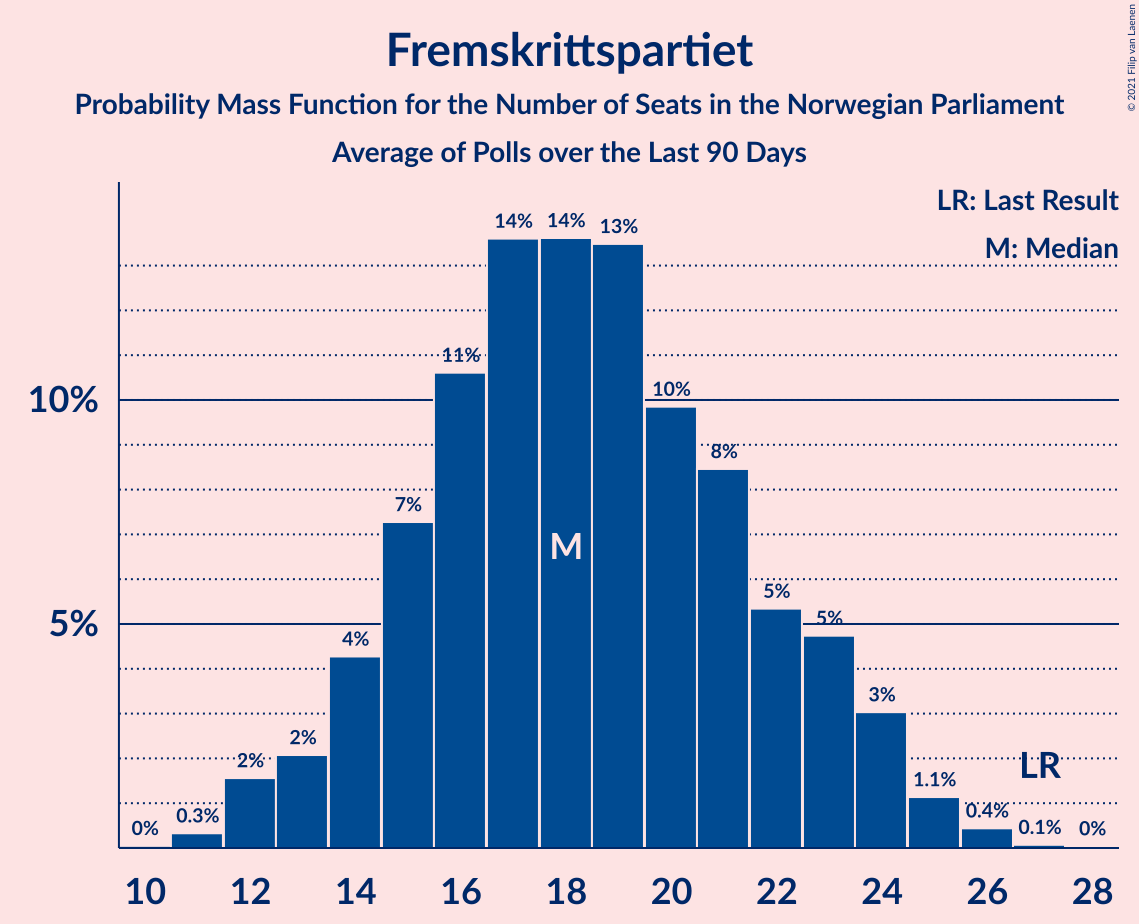 Fremskrittspartiet
Probability Mass Function for the Number of Seats in the Norwegian Parliament
Average of Polls over the Last 90 Days
© 2021 Filip van Laenen
LR: Last Result
M: Median
10%
5%
0%
0.3%
2%
2%
4%
7%
11%
14%
14%
13%
10%
8%
5%
5%
3%
1.1%
0.4%
0.1%
0%
M
LR
10 12 14 16 18 20 22 24 26 28